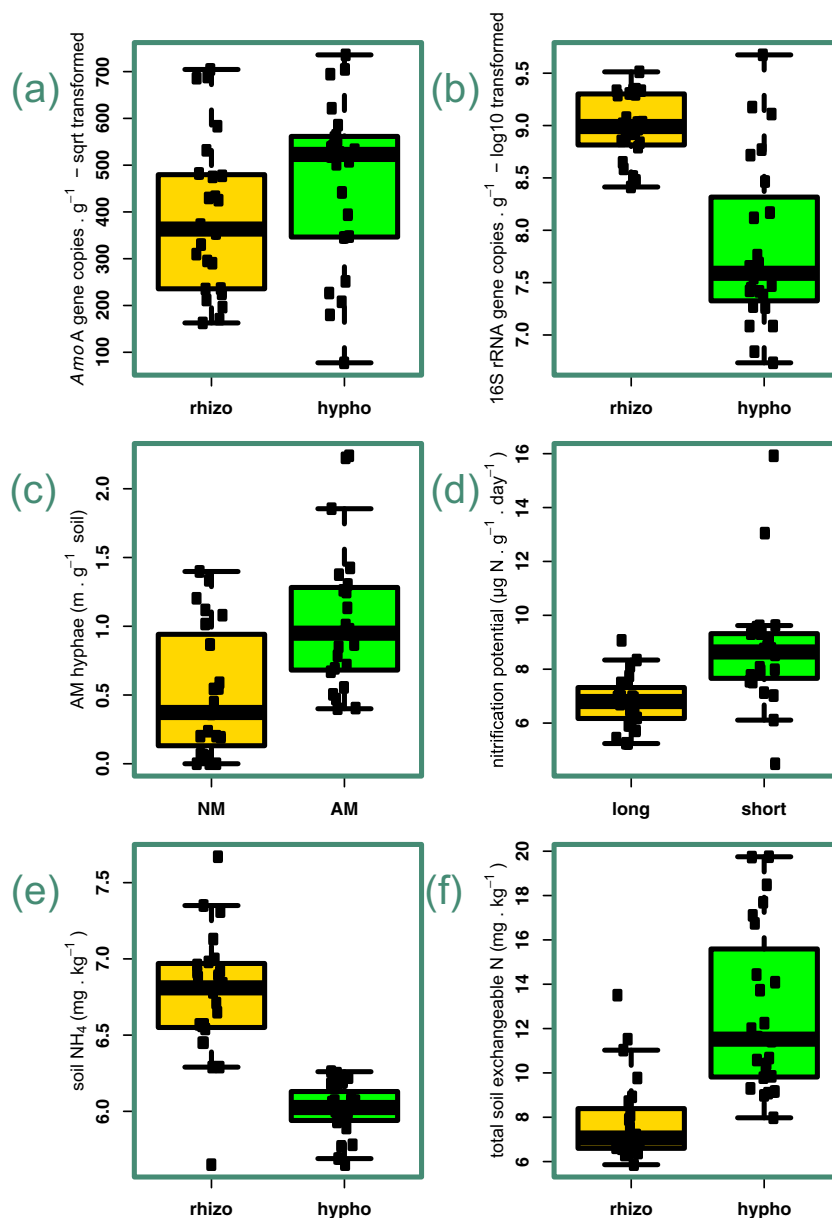 (a)
AmoA gene copies . g−1 − sqrt transformed
100 200 300 400 500 600 700
rhizo hypho
(b)
16S rRNA gene copies . g−1 − log10 transformed
7.0 7.5 8.0 8.5 9.0 9.5
rhizo hypho
(c)
AM hyphae (m . g−1 soil)
0.0 0.5 1.0 1.5 2.0
NM AM
(d)
nitrification potential (µg N . g−1 . day−1 )
6 8 10 12 14 16
long short
(e)
soil NH4 (mg . kg−1)
6.0 6.5 7.0 7.5
rhizo hypho
(f)
total soil exchangeable N (mg . kg−1)
6 8 10 12 14 16 18 20
rhizo hypho